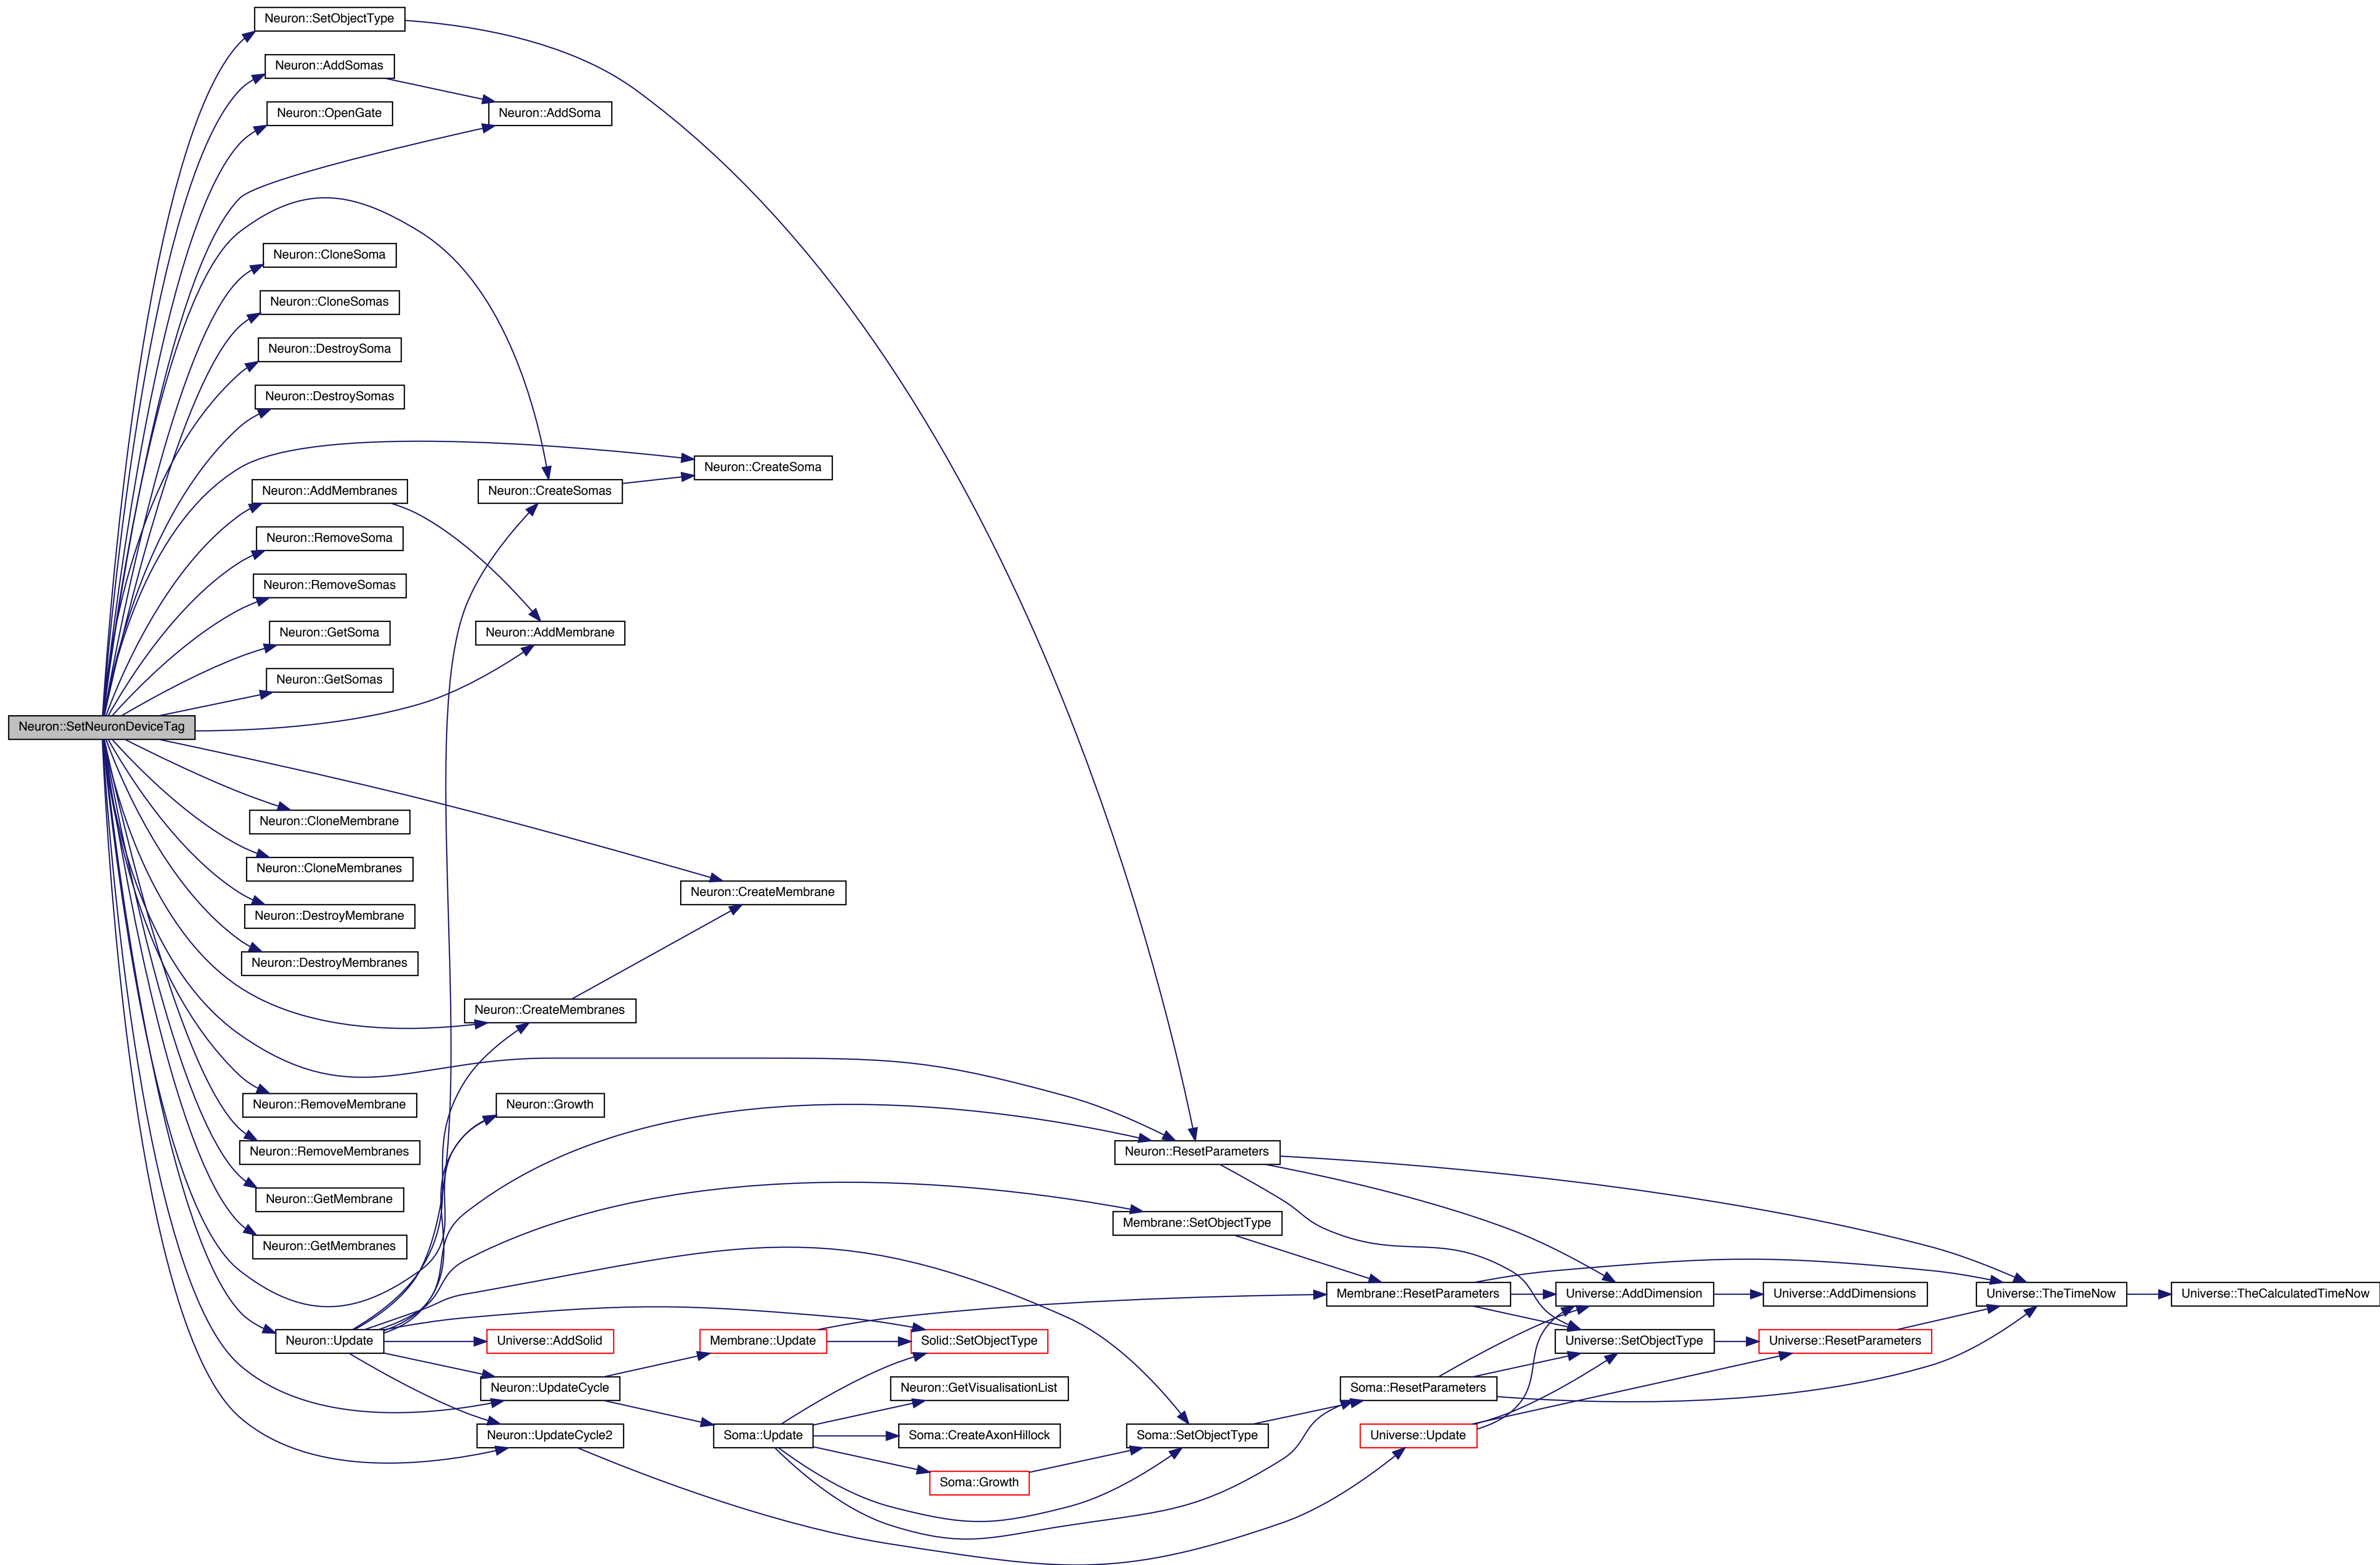 Neuron::SetObjectType
Neuron::AddSomas
Neuron::OpenGate
Neuron::AddSoma
Neuron::CloneSoma
Neuron::CloneSomas
Neuron::DestroySoma
Neuron::DestroySomas
Neuron::CreateSoma
Neuron::AddMembranes
Neuron::CreateSomas
Neuron::RemoveSoma
Neuron::RemoveSomas
Neuron::GetSoma
Neuron::AddMembrane
Neuron::GetSomas
Neuron::SetNeuronDeviceTag
Neuron::CloneMembrane
Neuron::CloneMembranes
Neuron::CreateMembrane
Neuron::DestroyMembrane
Neuron::DestroyMembranes
Neuron::CreateMembranes
Neuron::RemoveMembrane
Neuron::Growth
Neuron::RemoveMembranes
Neuron::ResetParameters
Neuron::GetMembrane
Membrane::SetObjectType
Neuron::GetMembranes
Membrane::ResetParameters
Universe::AddDimension
Universe::AddDimensions
Universe::TheTimeNow
Universe::TheCalculatedTimeNow
Neuron::Update
Universe::AddSolid
Membrane::Update
Solid::SetObjectType
Universe::SetObjectType
Universe::ResetParameters
Neuron::UpdateCycle
Neuron::GetVisualisationList
Soma::ResetParameters
Neuron::UpdateCycle2
Soma::Update
Soma::CreateAxonHillock
Soma::SetObjectType
Universe::Update
Soma::Growth